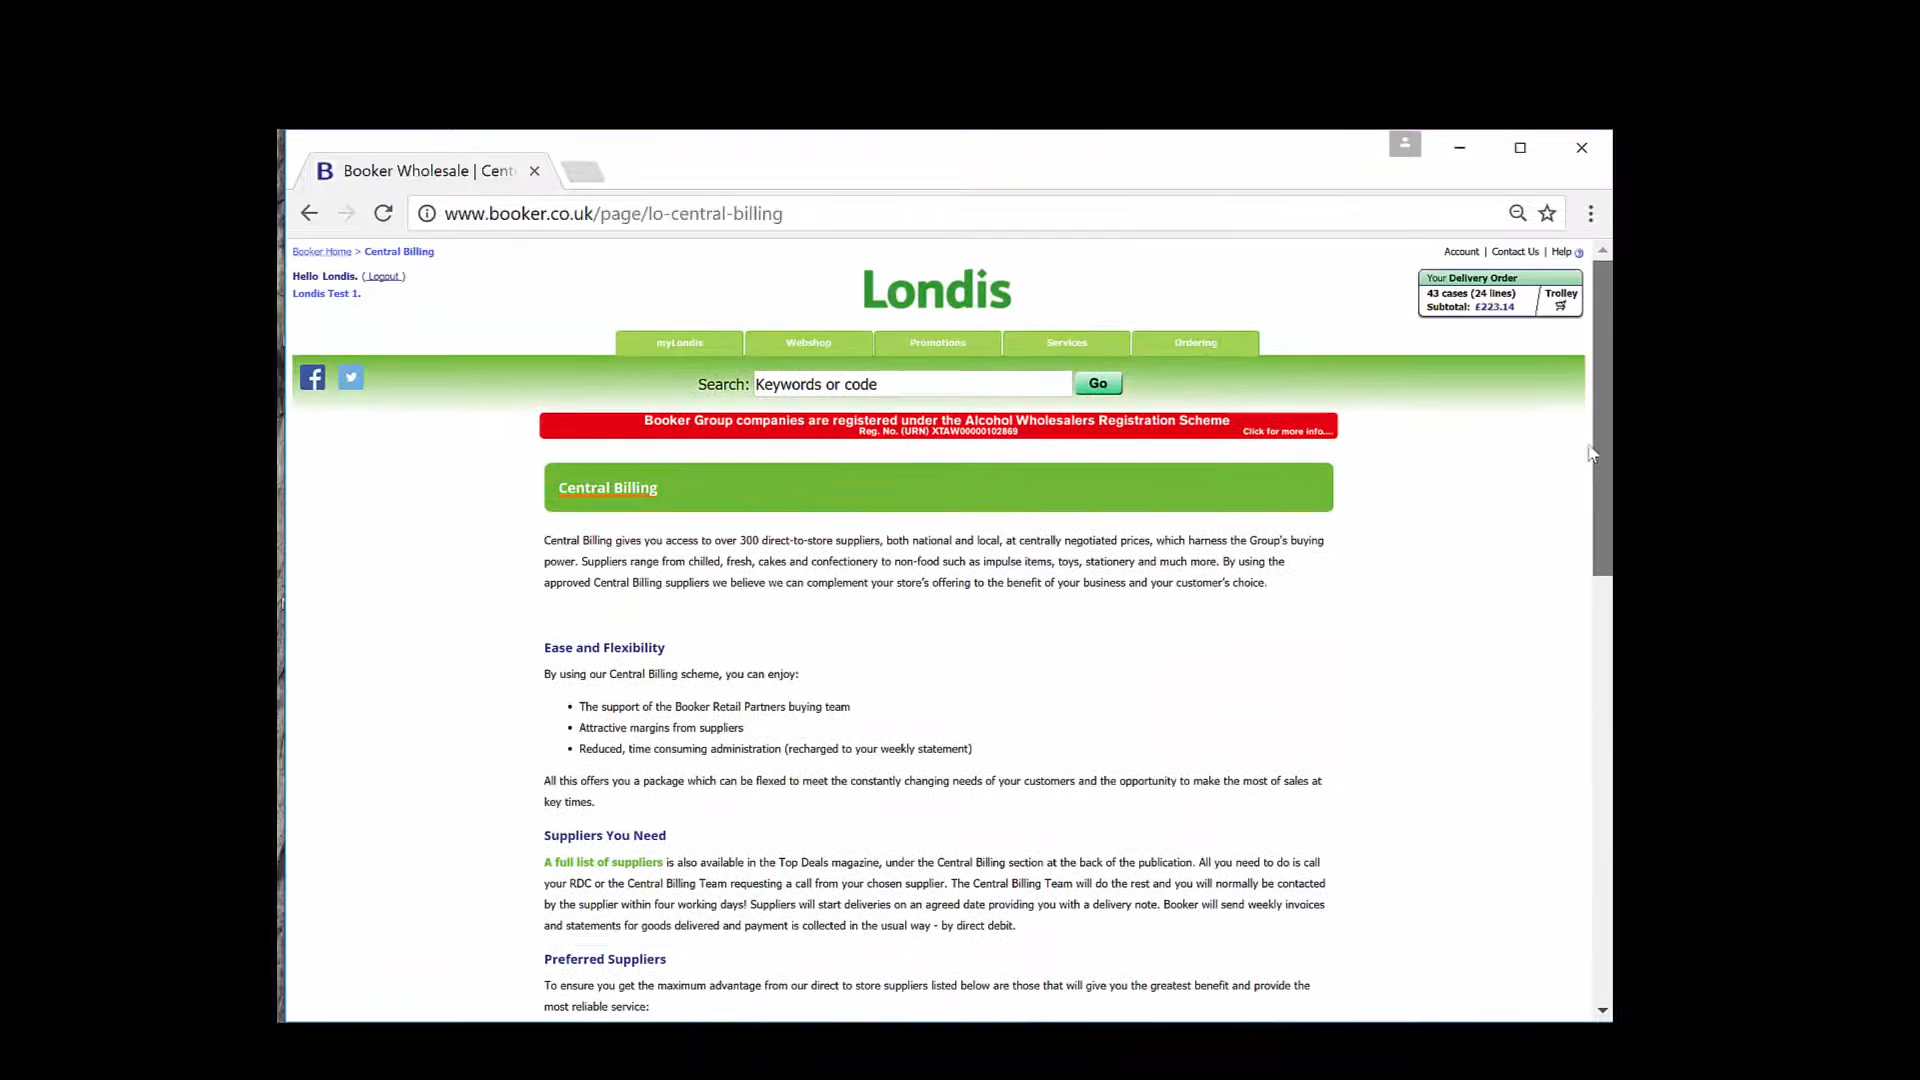 Booker Wholesale | Cent
www.booker.co.uk/page/lo-central-billing
Booker Home > Central Billing
Account | Contact Us | Help
Hello Londis. ( Logout )
Londis Test 1.
Londis
Your Delivery Order
43 cases (24 lines)
Subtotal: £223.14
Trolley
myLondis Webshop Promotions Services Ordering
Search: Keywords or code Go
Booker Group companies are registered under the Alcohol Wholesalers Registration Scheme
Reg. No. (URN) XTAW00000102869 Click for more info....
Central Billing
Central Billing gives you access to over 300 direct-to-store suppliers, both national and local, at centrally negotiated prices, which harness the Group's buying
power. Suppliers range from chilled, fresh, cakes and confectionery to non-food such as impulse items, toys, stationery and much more. By using the
approved Central Billing suppliers we believe we can complement your store's offering to the benefit of your business and your customer's choice.
Ease and Flexibility
By using our Central Billing scheme, you can enjoy:
• The support of the Booker Retail Partners buying team
• Attractive margins from suppliers
• Reduced, time consuming administration (recharged to your weekly statement)
All this offers you a package which can be flexed to meet the constantly changing needs of your customers and the opportunity to make the most of sales at
key times.
Suppliers You Need
A full list of suppliers is also available in the Top Deals magazine, under the Central Billing section at the back of the publication. All you need to do is call
your RDC or the Central Billing Team requesting a call from your chosen supplier. The Central Billing Team will do the rest and you will normally be contacted
by the supplier within four working days! Suppliers will start deliveries on an agreed date providing you with a delivery note. Booker will send weekly invoices
and statements for goods delivered and payment is collected in the usual way - by direct debit.
Preferred Suppliers
To ensure you get the maximum advantage from our direct to store suppliers listed below are those that will give you the greatest benefit and provide the
most reliable service: